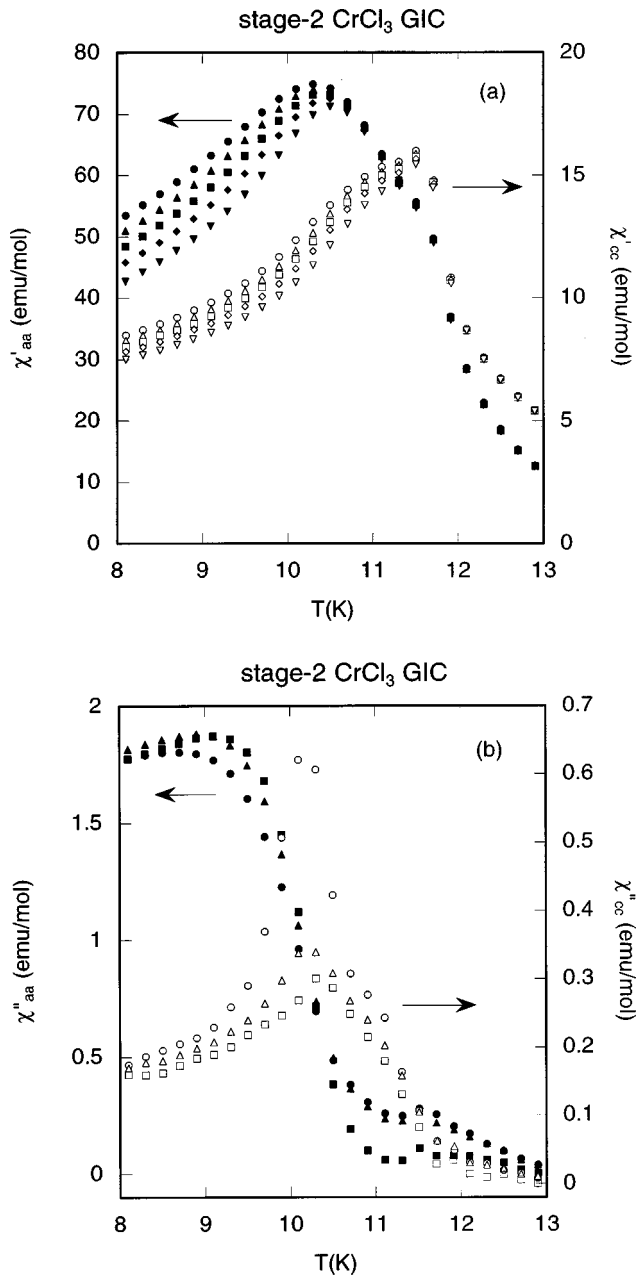 stage-2 CrCl₃ GIC
(a)
80
70
60
50
40
30
20
10
0
χ'aa (emu/mol)
20
15
10
5
0
χ'cc (emu/mol)
8 9 10 11 12 13
T(K)
stage-2 CrCl₃ GIC
(b)
2
1.5
1
0.5
0
χ''aa (emu/mol)
0.7
0.6
0.5
0.4
0.3
0.2
0.1
0
χ''cc (emu/mol)
8 9 10 11 12 13
T(K)